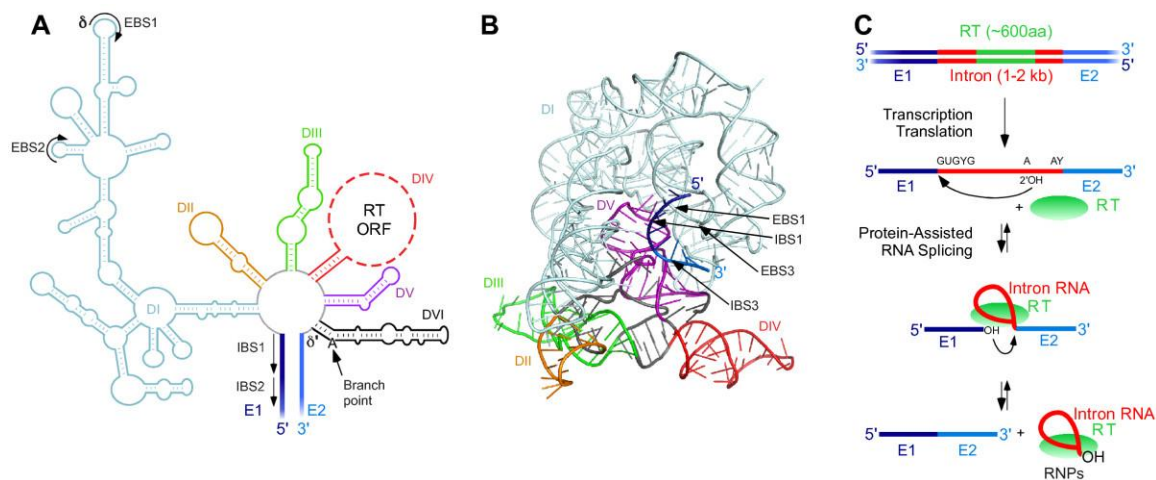 A
δ
EBS1
EBS2
DI
DII
DIII
DIV
RT
ORF
DV
DVI
δ'
A
IBS1
IBS2
E1
E2
5'
3'
Branch
point
B
DI
5'
DV
EBS1
IBS1
3'
EBS3
IBS3
DIII
DII
DIV
C
RT (~600aa)
5'
3'
3'
5'
E1
Intron (1-2 kb)
E2
Transcription
Translation
GUGYG
A
AY
5'
3'
E1
2'OH
E2
+
RT
Protein-Assisted
RNA Splicing
Intron RNA
RT
5'
OH
3'
E1
E2
Intron RNA
5'
3'
+
RT
E1
E2
OH
RNPs